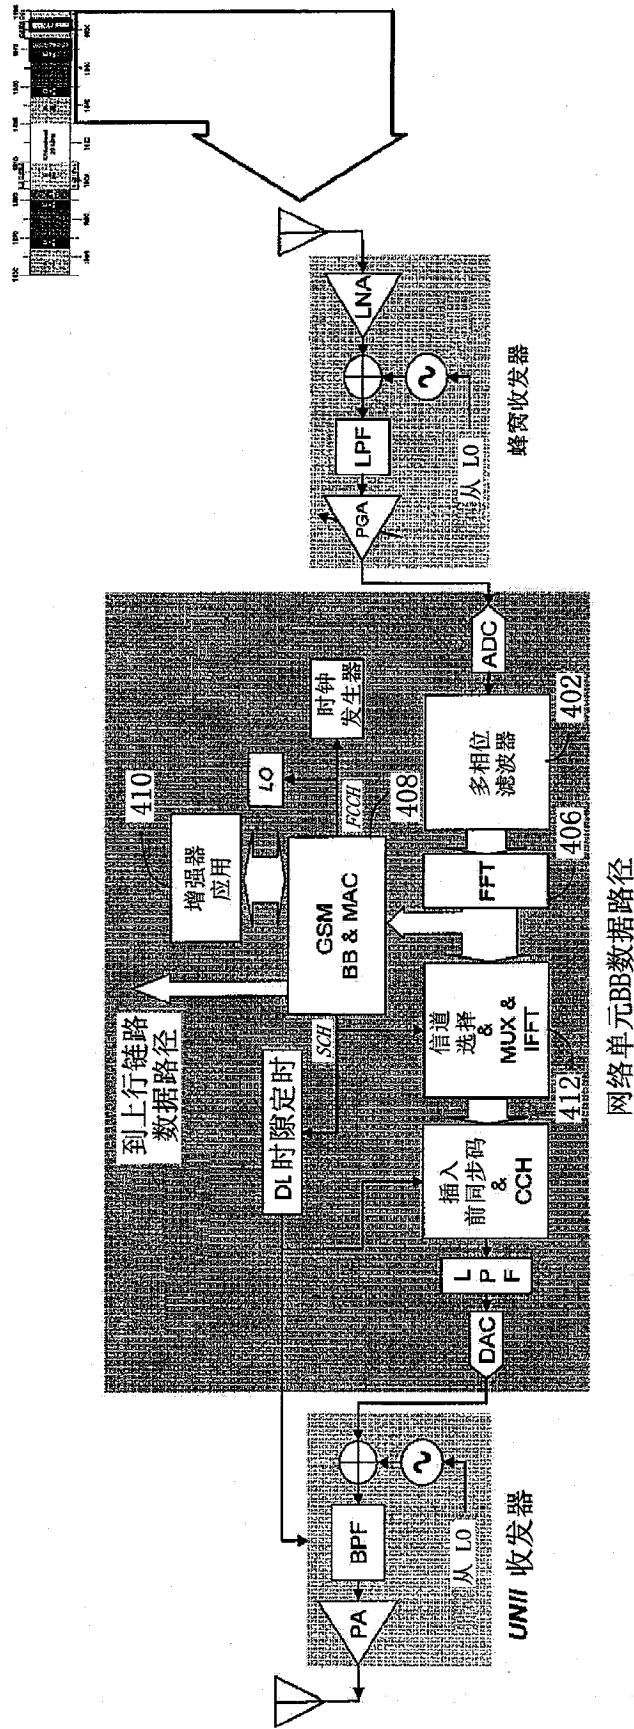 LNA
LPF
PGA
从 LO
蜂窝收发器
ADC
多相位
滤波器
402
FFT
406
时钟
发生器
LO
FCCH
408
GSM
BB & MAC
410
增强器
应用
到上行链路
数据路径
SCH
DL 时隙定时
信道
选择
&
MUX &
IFFT
412
插入
前同步码
&
CCH
L
P
F
DAC
网络单元BB数据路径
BPF
PA
从 LO
UNII 收发器